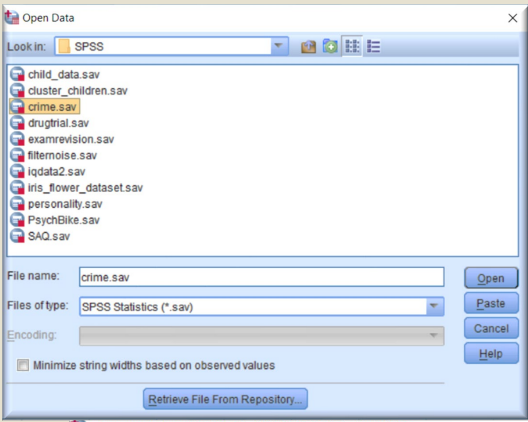 Open Data
Look in: SPSS
child_data.sav
cluster_children.sav
crime.sav
drugtrial.sav
examrevision.sav
filternoise.sav
iqdata2.sav
iris_flower_dataset.sav
personality.sav
PsychBike.sav
SAQ.sav
File name: crime.sav Open
Files of type: SPSS Statistics (*.sav) Paste
Encoding: Cancel
Minimize string widths based on observed values Help
Retrieve File From Repository...